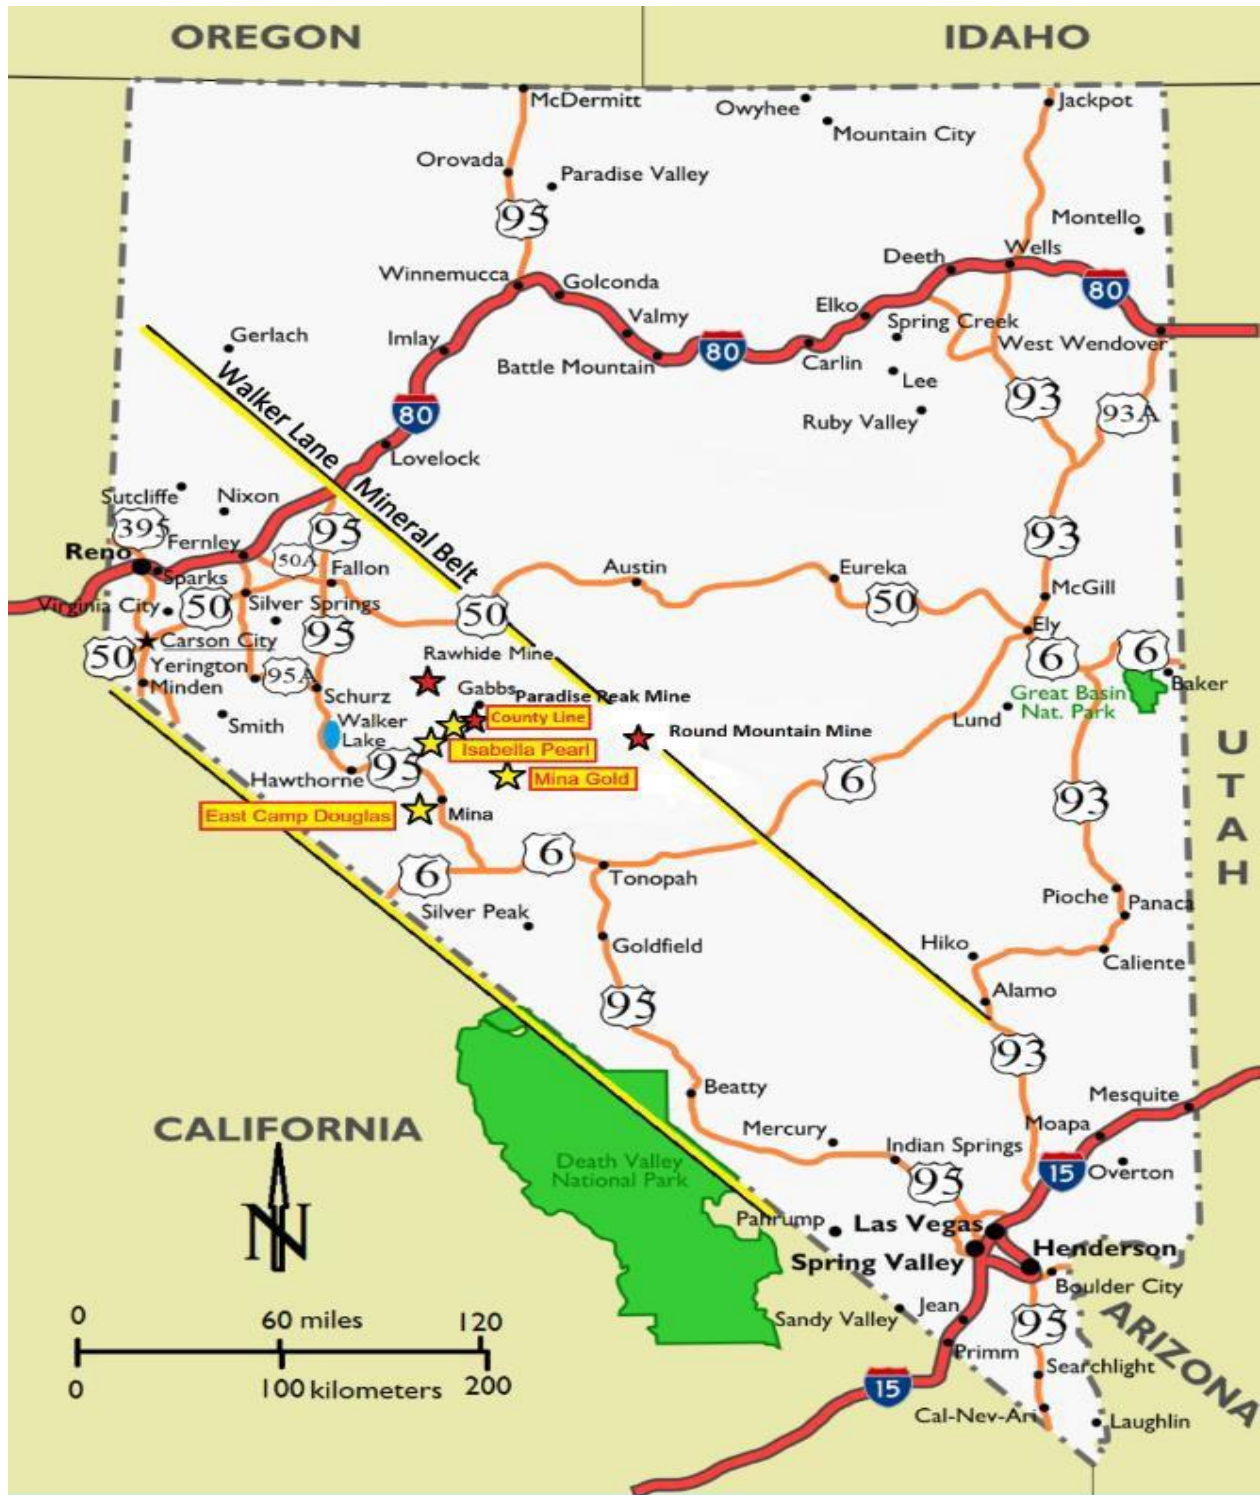 OREGON
IDAHO
McDermitt
Owyhee
Jackpot
Mountain City
Orovada
Paradise Valley
95
Montello
Wells
Deeth
Winnemucca
Golconda
80
Elko
Valmy
Spring Creek
Gerlach
Imlay
80
West Wendover
Battle Mountain
Carlin
Lee
Walker Lane
93
93A
80
Ruby Valley
Lovelock
Sutcliffe
Nixon
Mineral Belt
395
95
93
Fernley
Reno
50A
Sparks
Fallon
Austin
Eureka
McGill
Virginia City
50
Silver Springs
50
50
Ely
95
Carson City
50
Rawhide Mine
6
6
Yerington
95A
Minden
Schurz
Gabbs
Paradise Peak Mine
Great Basin
Nat. Park
Baker
Smith
Walker
Lake
County Line
Lund
Round Mountain Mine
Isabella Pearl
UTAH
Hawthorne
95
Mina Gold
6
93
East Camp Douglas
Mina
6
6
Tonopah
Pioche
Panaca
Silver Peak
Goldfield
Hiko
Caliente
Alamo
95
93
Beatty
Mesquite
CALIFORNIA
Mercury
Moapa
Indian Springs
Death Valley
National Park
15
Overton
95
N
Pahrump
Las Vegas
Spring Valley
Henderson
Boulder City
0
60 miles
120
Sandy Valley
Jean
ARIZONA
95
Primm
Searchlight
0
100 kilometers
200
15
Cal-Nev-Ari
Laughlin